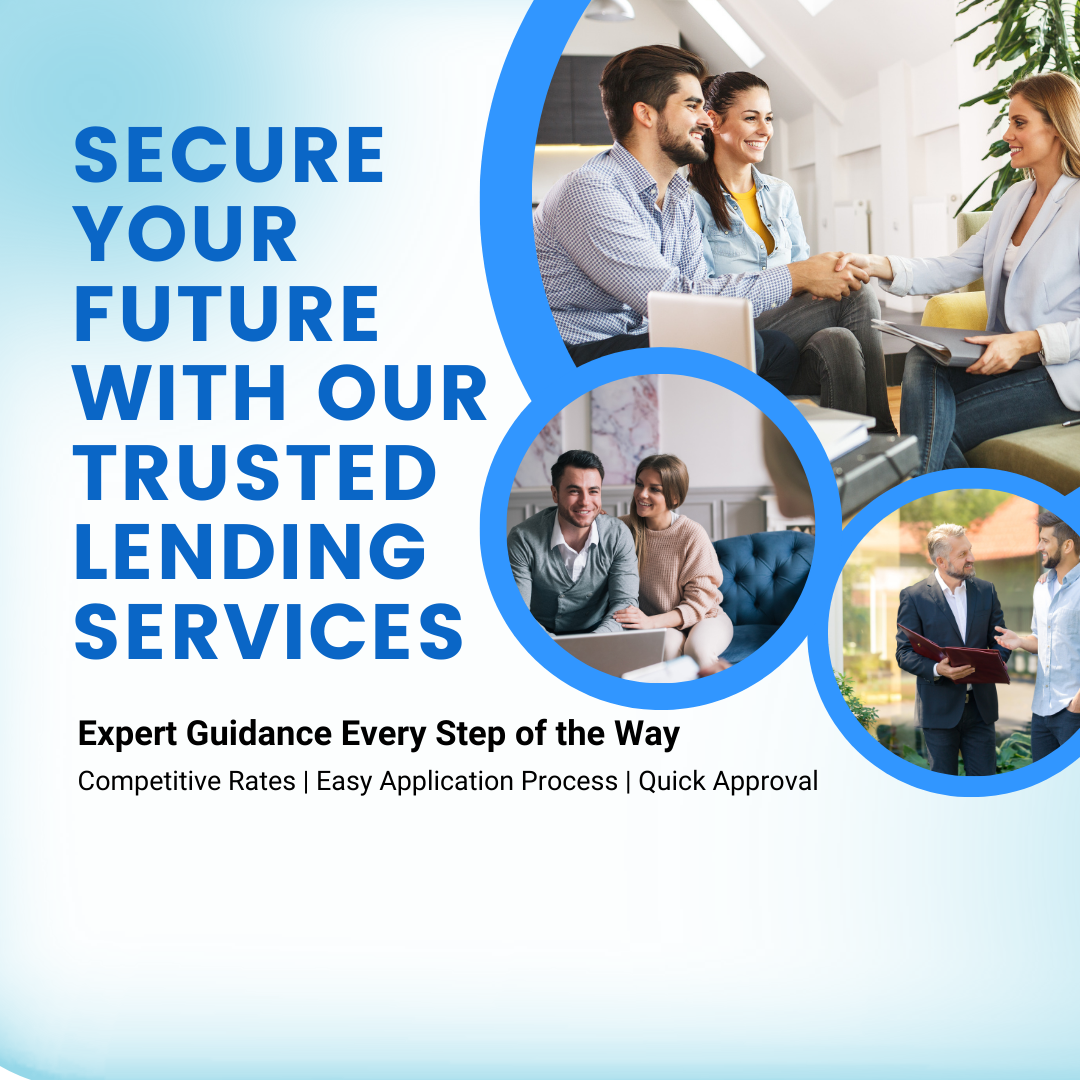 SECURE
YOUR
FUTURE
WITH OUR
TRUSTED
LENDING
SERVICES
Expert Guidance Every Step of the Way
Competitive Rates | Easy Application Process | Quick Approval